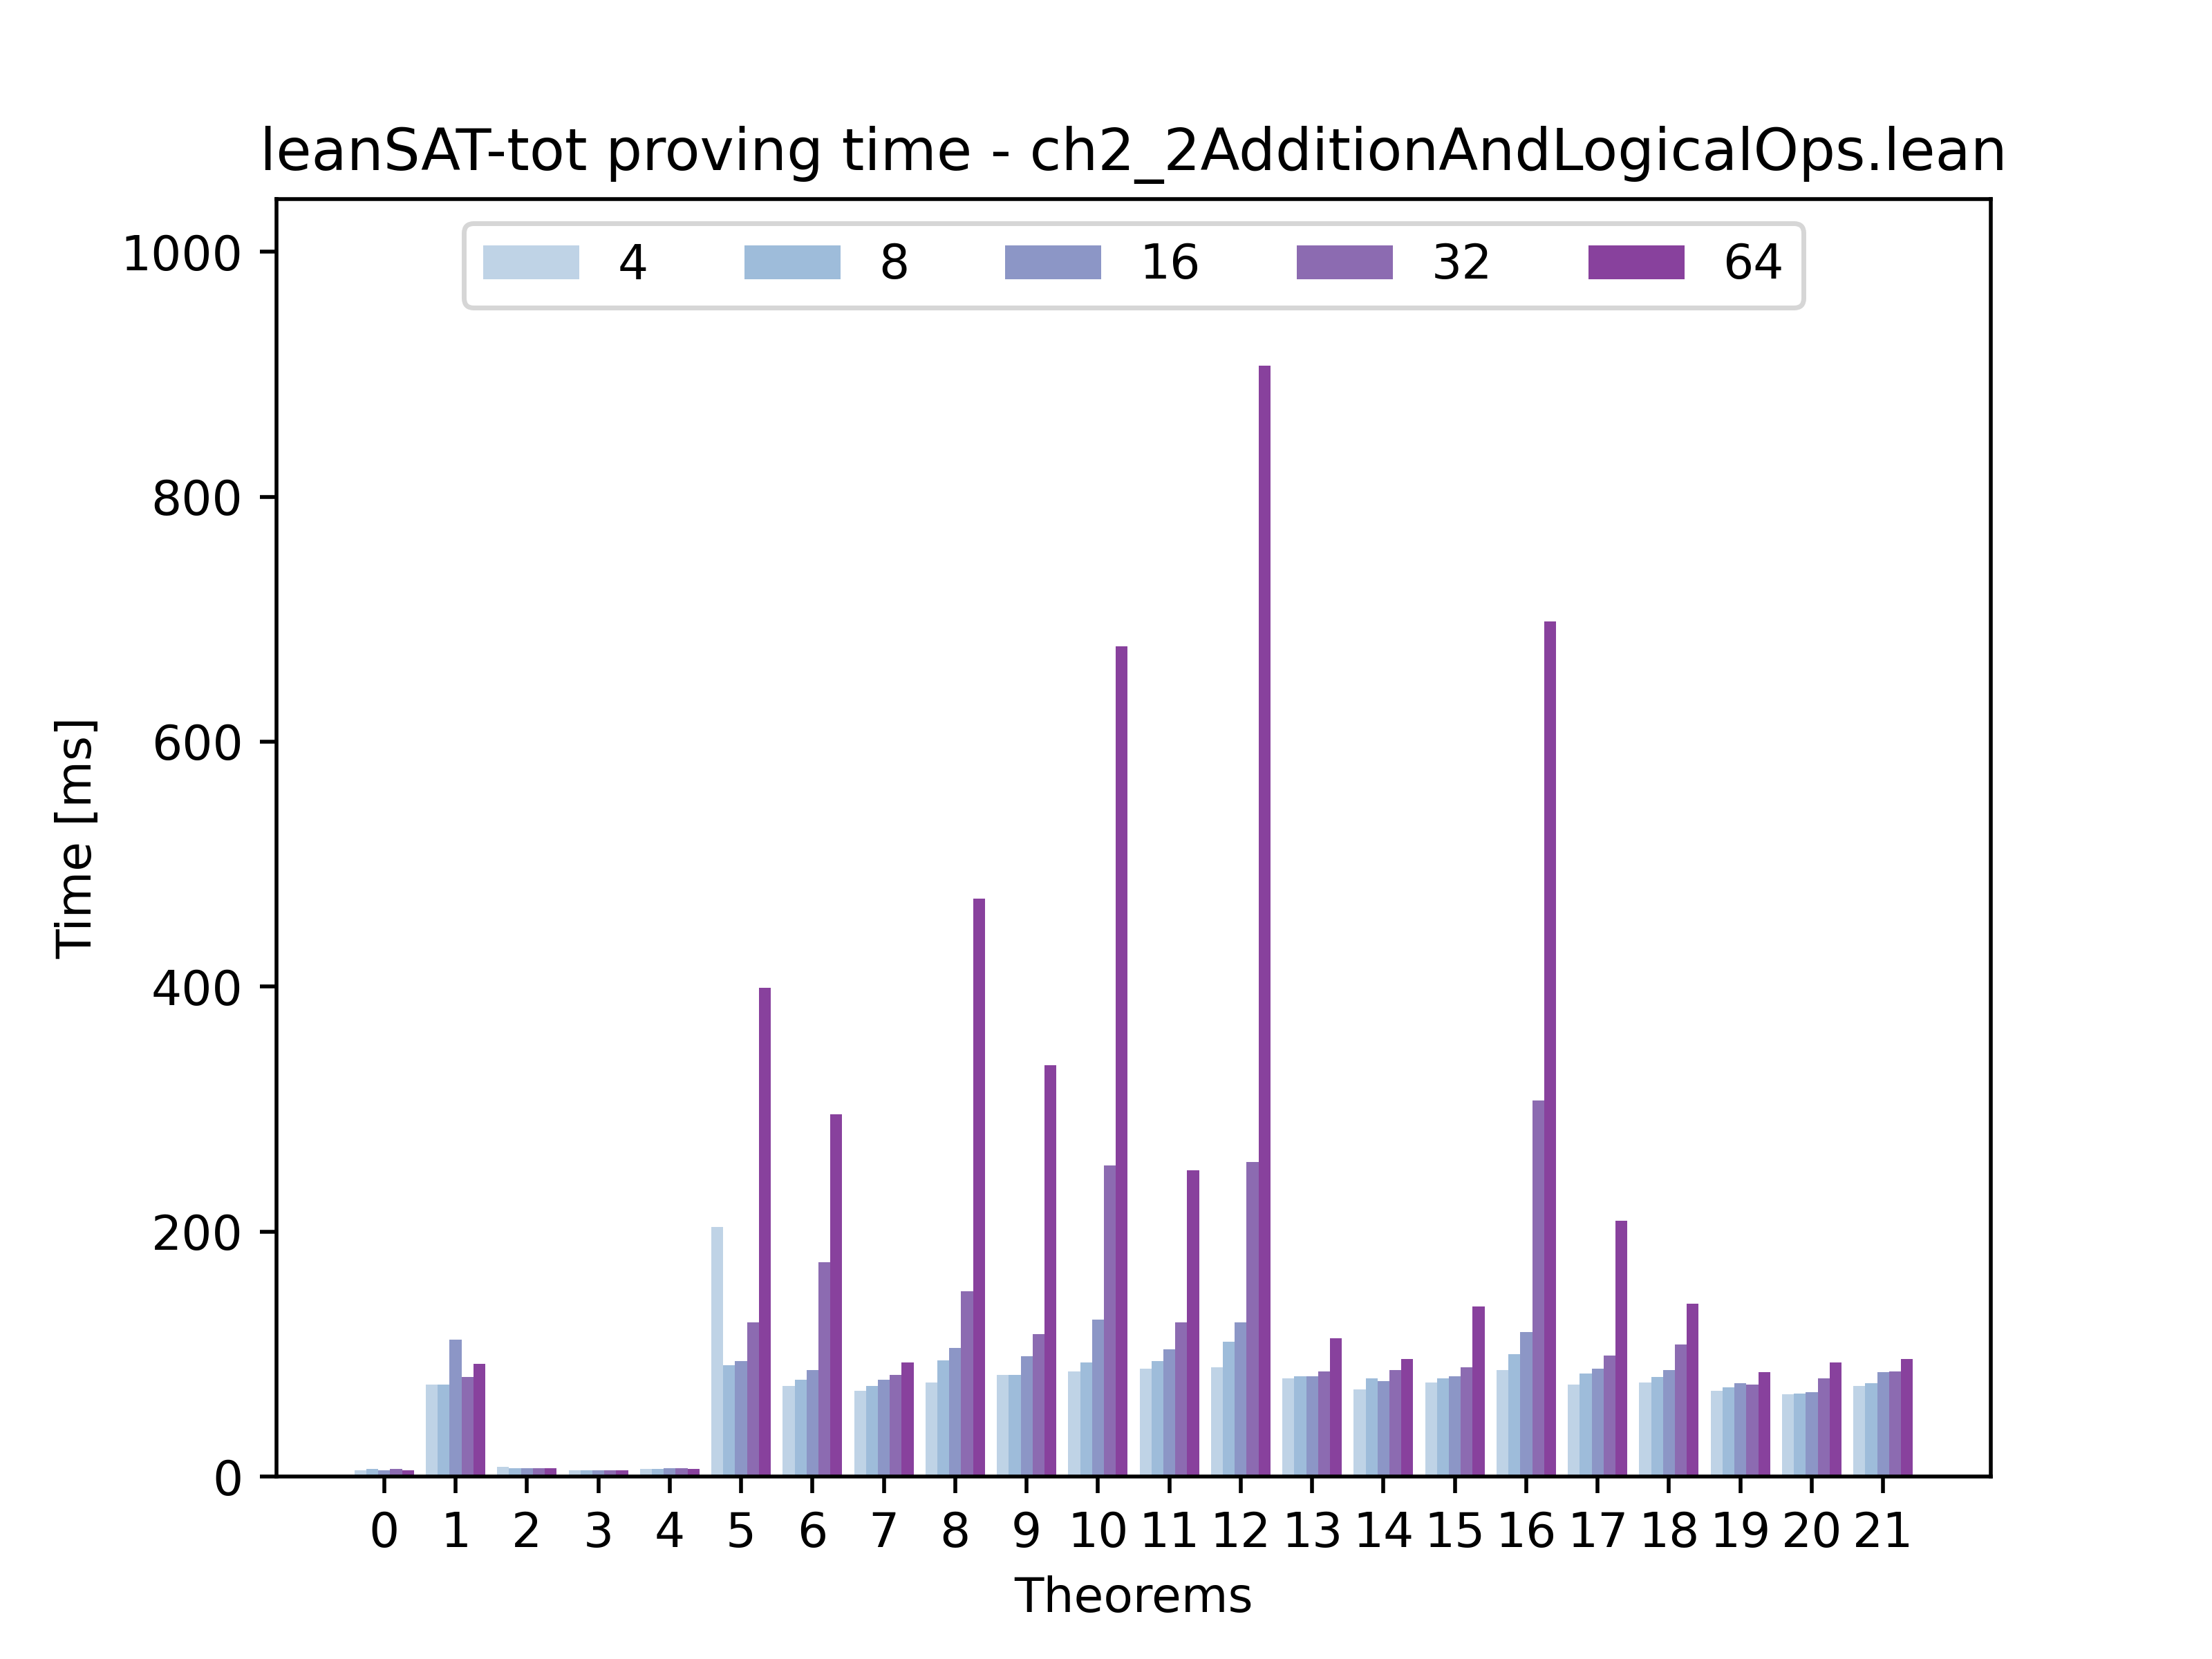 leanSAT-tot proving time - ch2_2AdditionAndLogicalOps.lean
4 8 16 32 64
1000
800
600
400
200
0
Time [ms]
0 1 2 3 4 5 6 7 8 9 10 11 12 13 14 15 16 17 18 19 20 21
Theorems